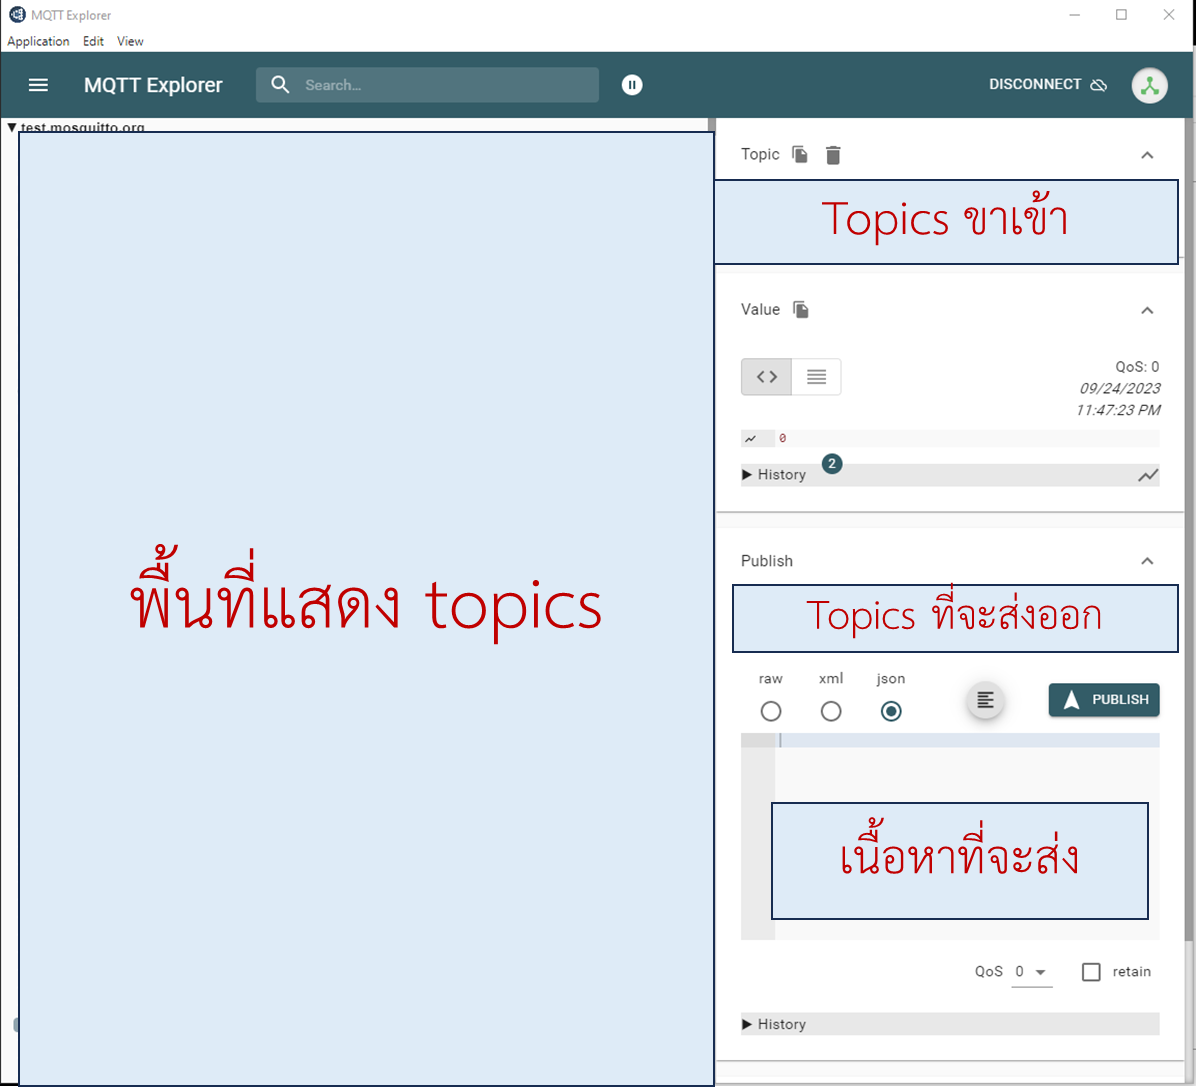 MQTT Explorer
Application Edit View
MQTT Explorer
Search...
DISCONNECT
test.mosquitto.org
พื้นที่แสดง topics
Topic
Topics ขาเข้า
Value
QoS: 0
09/24/2023
11:47:23 PM
0
History 2
Publish
Topics ที่จะส่งออก
raw xml json
PUBLISH
เนื้อหาที่จะส่ง
QoS 0 retain
History